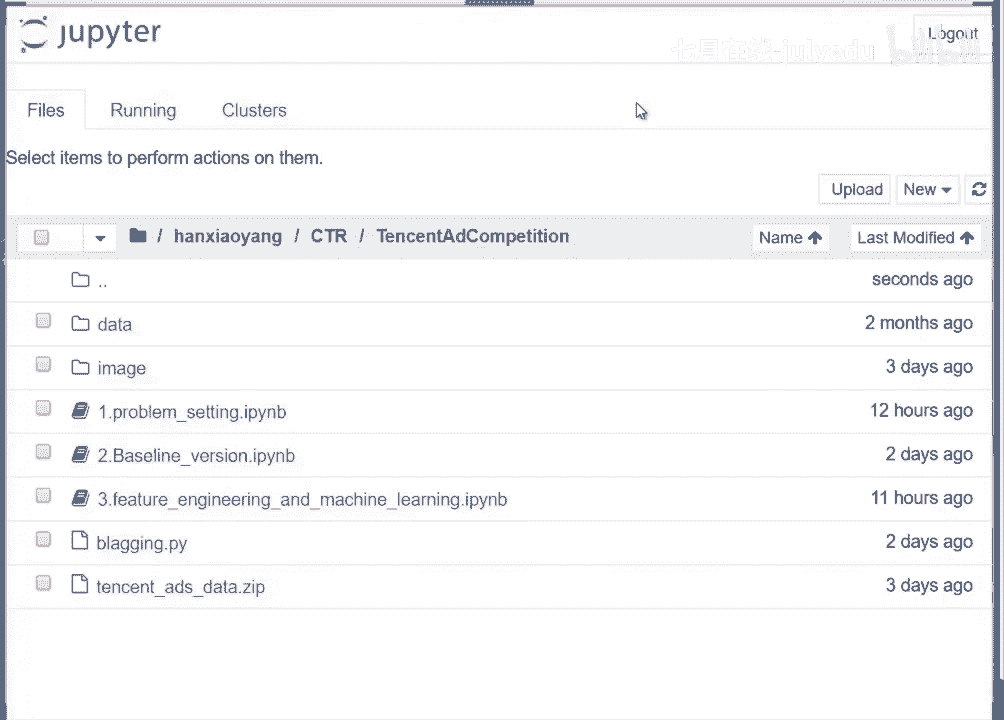 jupyter
Logout
七月在线-julyedu bilibili
Files Running Clusters
Select items to perform actions on them.
Upload New
/ hanxiaoyang / CTR / TencentAdCompetition Name Last Modified
.. seconds ago
data 2 months ago
image 3 days ago
1.problem_setting.ipynb 12 hours ago
2.Baseline_version.ipynb 2 days ago
3.feature_engineering_and_machine_learning.ipynb 11 hours ago
blagging.py 2 days ago
tencent_ads_data.zip 3 days ago